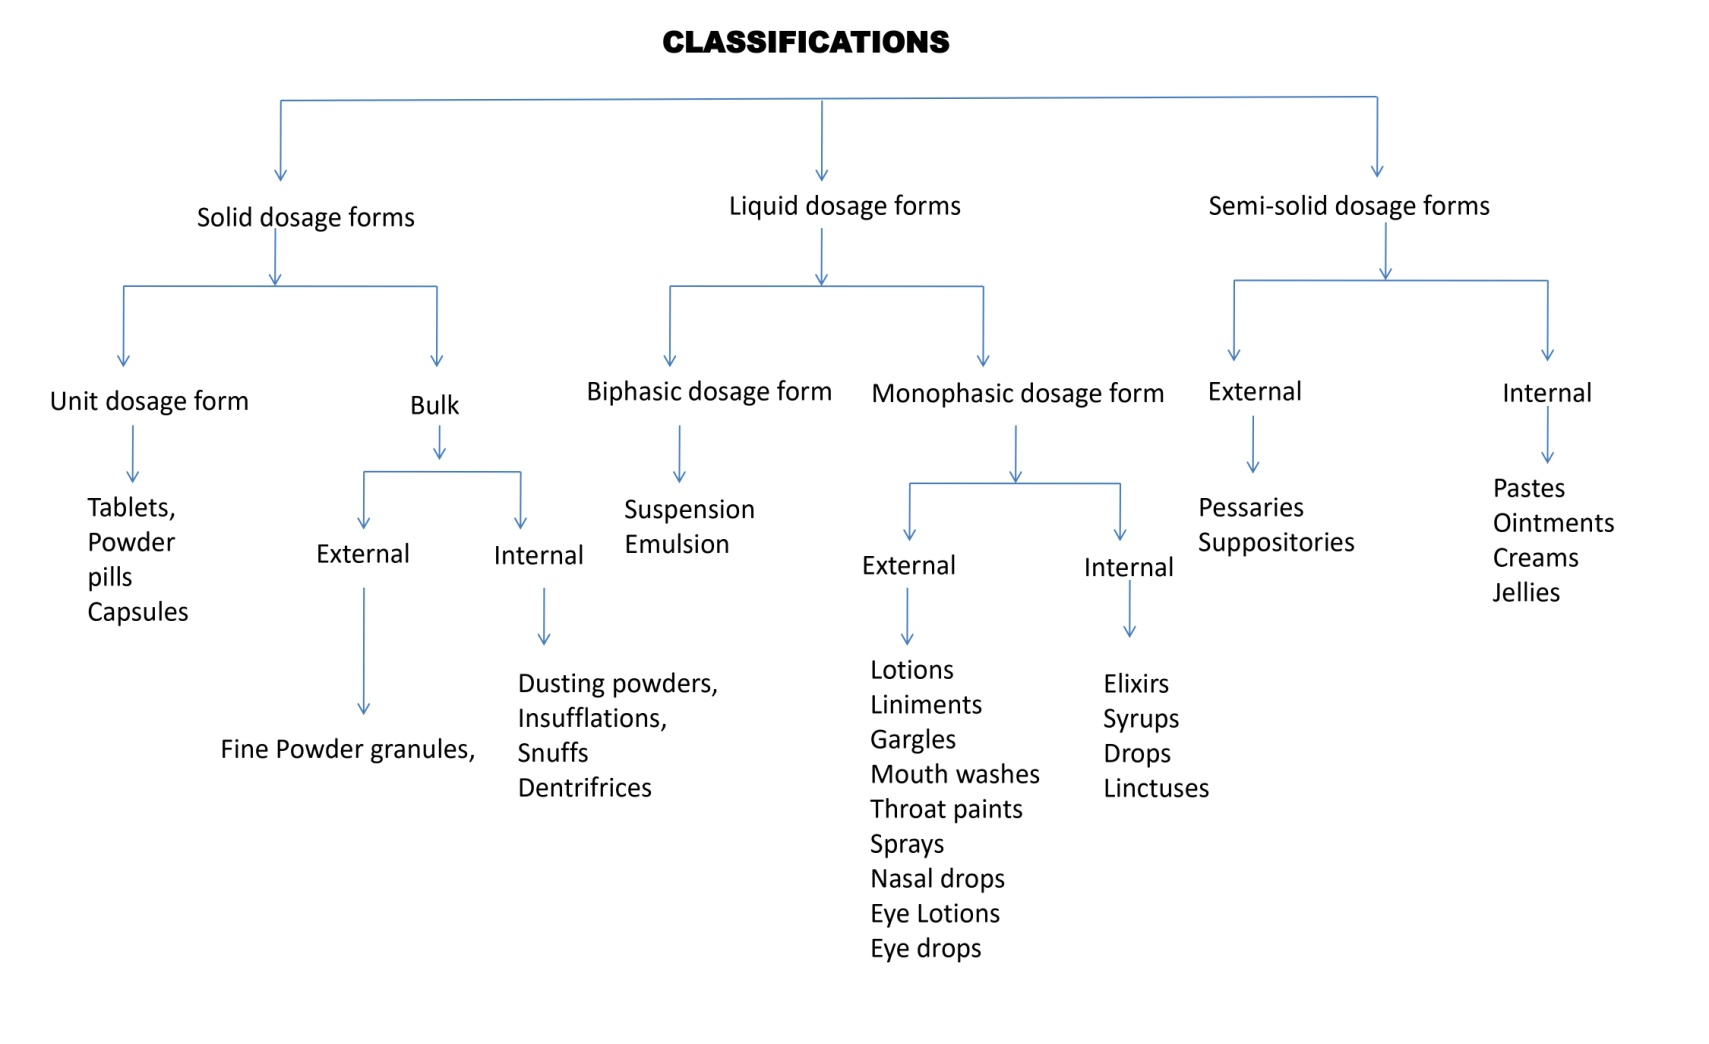 CLASSIFICATIONS
Solid dosage forms
Liquid dosage forms
Semi-solid dosage forms
Unit dosage form
Bulk
Biphasic dosage form
Monophasic dosage form
External
Internal
Tablets,
Powder
pills
Capsules
External
Internal
Suspension
Emulsion
External
Internal
Pessaries
Suppositories
Pastes
Ointments
Creams
Jellies
Fine Powder granules,
Dusting powders,
Insufflations,
Snuffs
Dentrifrices
Lotions
Liniments
Gargles
Mouth washes
Throat paints
Sprays
Nasal drops
Eye Lotions
Eye drops
Elixirs
Syrups
Drops
Linctuses